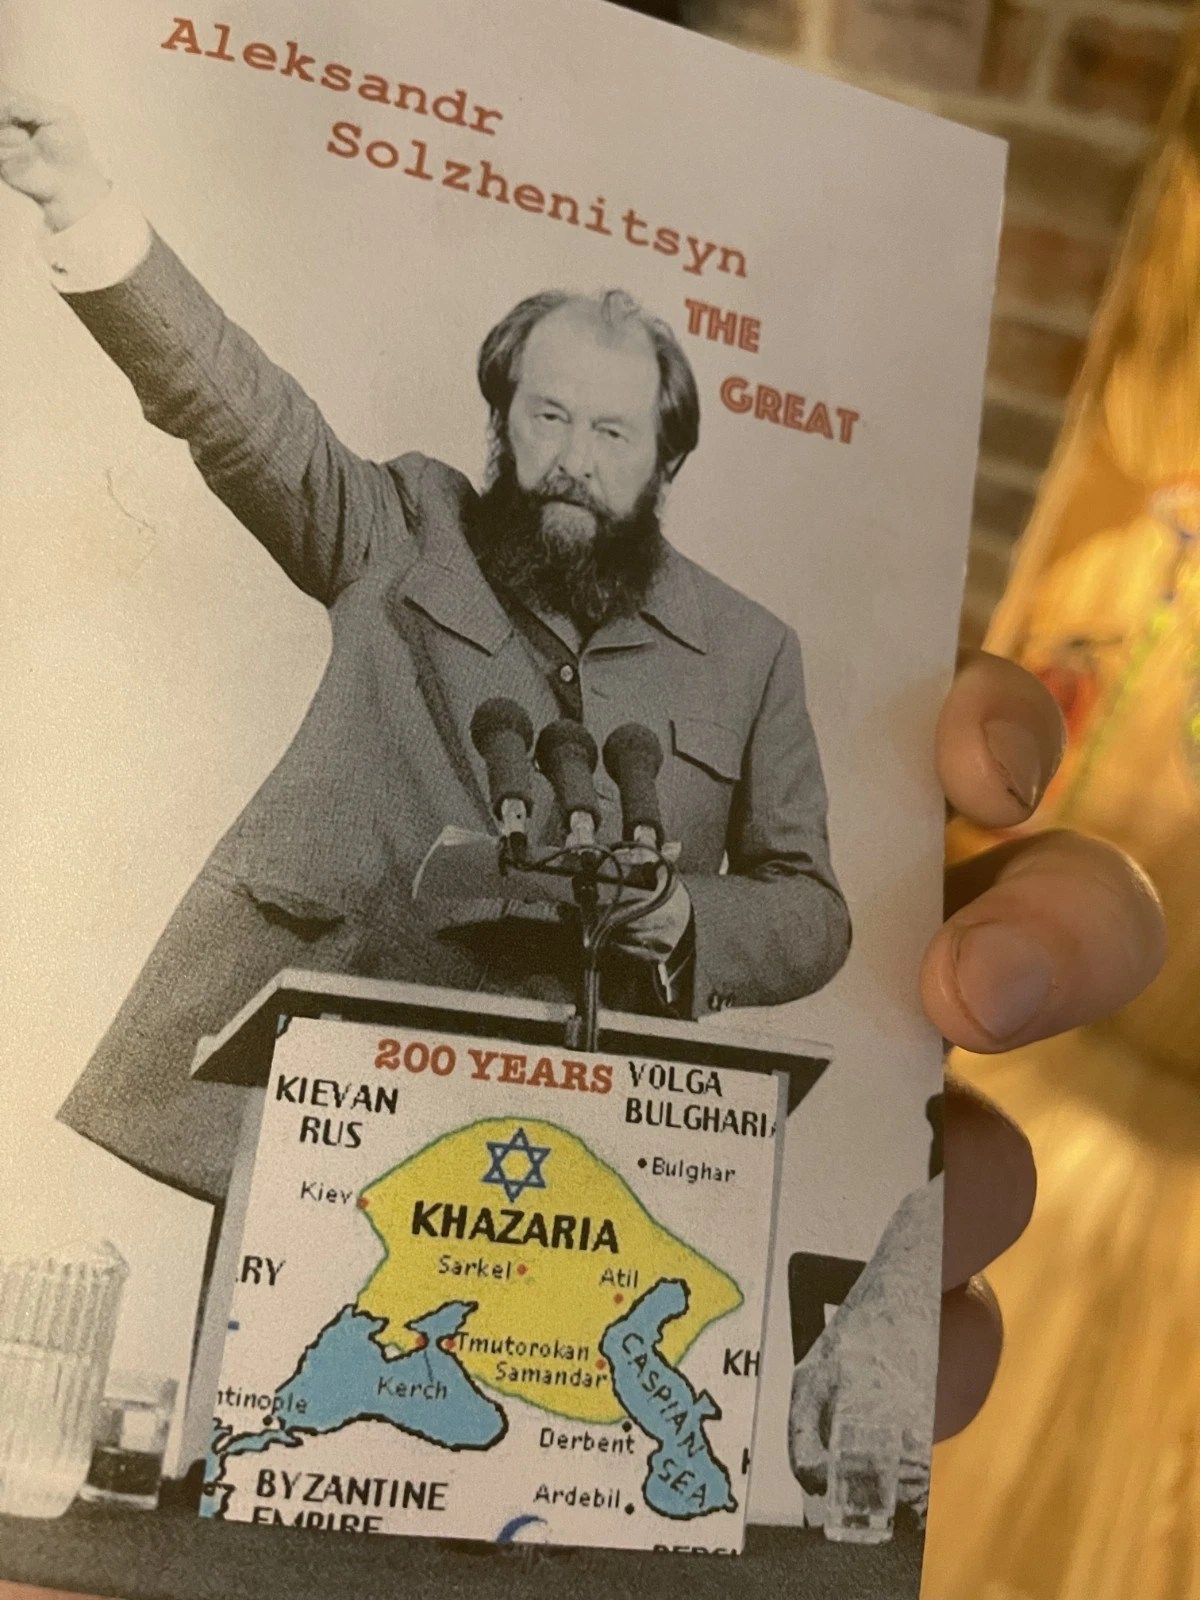 Aleksandr
Solzhenitsyn
THE
GREAT
200 YEARS
KIEVAN
RUS
VOLGA
BULGHARI
Bulghar
Kiev
KHAZARIA
Sarkel
Atil
RY
Tmutorokan
Samandar
KH
Kerch
CASPIAN
SEA
ntinople
Derbent
BYZANTINE
EMPIRE
Ardebil